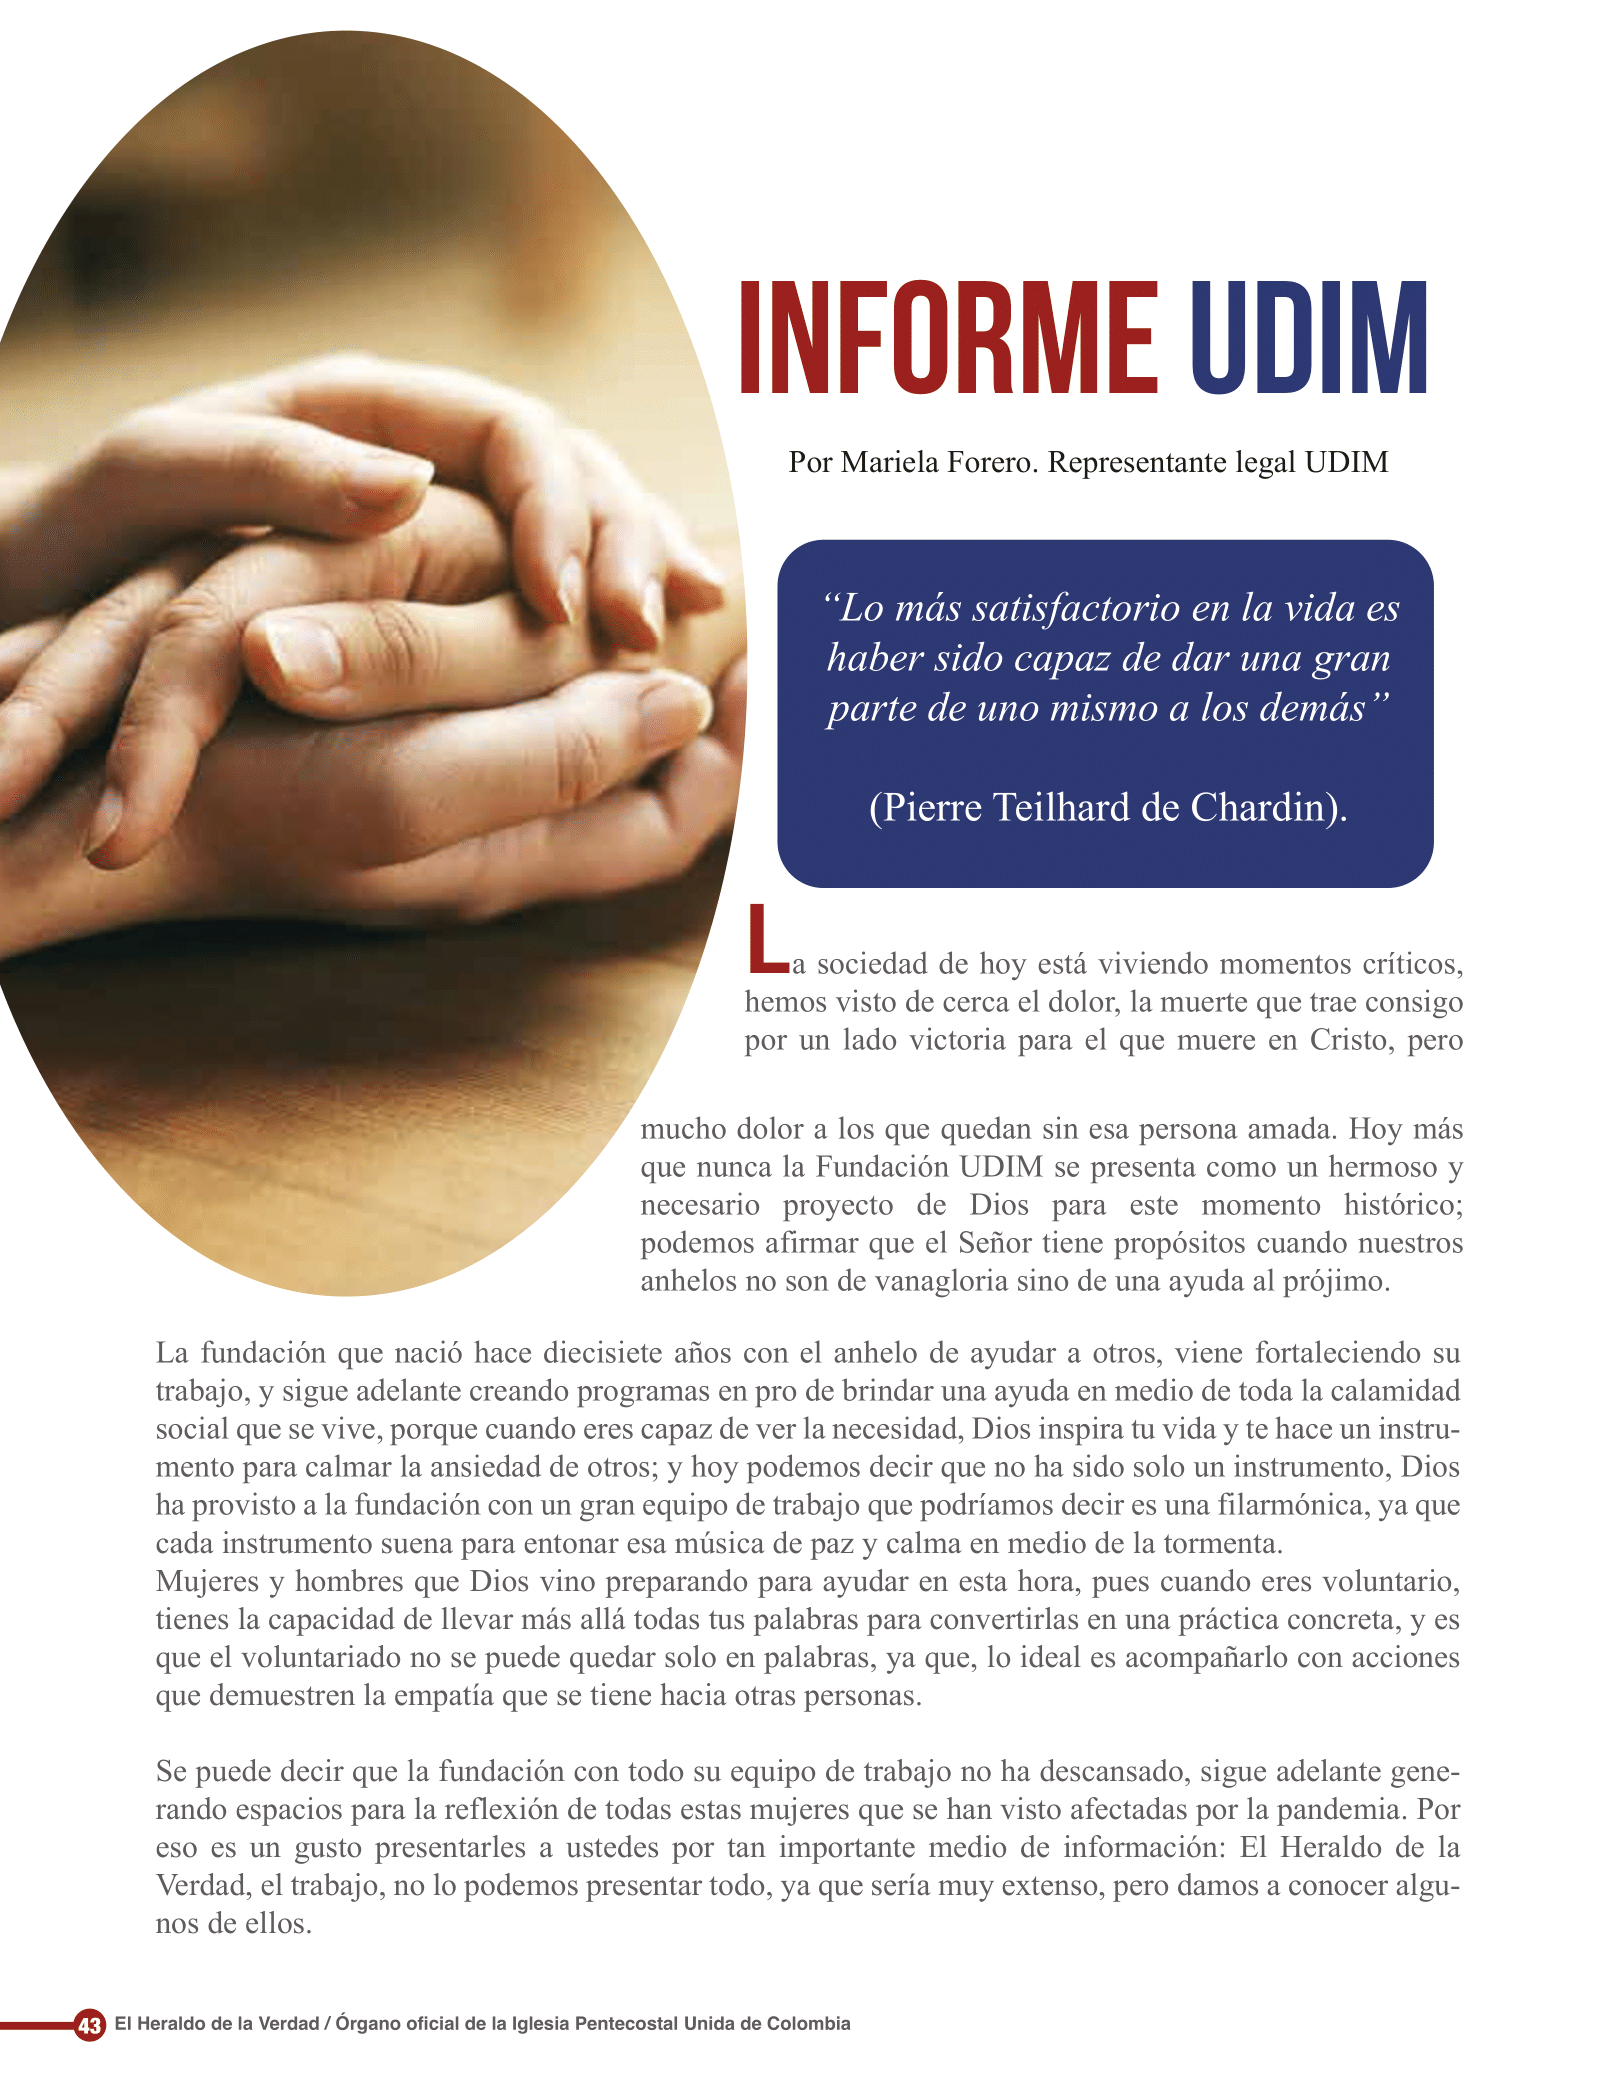 INFORME UDIM
Por Mariela Forero. Representante legal UDIM
“Lo más satisfactorio en la vida es
haber sido capaz de dar una gran
parte de uno mismo a los demás”
(Pierre Teilhard de Chardin).
La sociedad de hoy está viviendo momentos críticos,
hemos visto de cerca el dolor, la muerte que trae consigo
por un lado victoria para el que muere en Cristo, pero
mucho dolor a los que quedan sin esa persona amada. Hoy más
que nunca la Fundación UDIM se presenta como un hermoso y
necesario proyecto de Dios para este momento histórico;
podemos afirmar que el Señor tiene propósitos cuando nuestros
anhelos no son de vanagloria sino de una ayuda al prójimo.
La fundación que nació hace diecisiete años con el anhelo de ayudar a otros, viene fortaleciendo su
trabajo, y sigue adelante creando programas en pro de brindar una ayuda en medio de toda la calamidad
social que se vive, porque cuando eres capaz de ver la necesidad, Dios inspira tu vida y te hace un instru-
mento para calmar la ansiedad de otros; y hoy podemos decir que no ha sido solo un instrumento, Dios
ha provisto a la fundación con un gran equipo de trabajo que podríamos decir es una filarmónica, ya que
cada instrumento suena para entonar esa música de paz y calma en medio de la tormenta.
Mujeres y hombres que Dios vino preparando para ayudar en esta hora, pues cuando eres voluntario,
tienes la capacidad de llevar más allá todas tus palabras para convertirlas en una práctica concreta, y es
que el voluntariado no se puede quedar solo en palabras, ya que, lo ideal es acompañarlo con acciones
que demuestren la empatía que se tiene hacia otras personas.
Se puede decir que la fundación con todo su equipo de trabajo no ha descansado, sigue adelante gene-
rando espacios para la reflexión de todas estas mujeres que se han visto afectadas por la pandemia. Por
eso es un gusto presentarles a ustedes por tan importante medio de información: El Heraldo de la
Verdad, el trabajo, no lo podemos presentar todo, ya que sería muy extenso, pero damos a conocer algu-
nos de ellos.
43 El Heraldo de la Verdad / Órgano oficial de la Iglesia Pentecostal Unida de Colombia